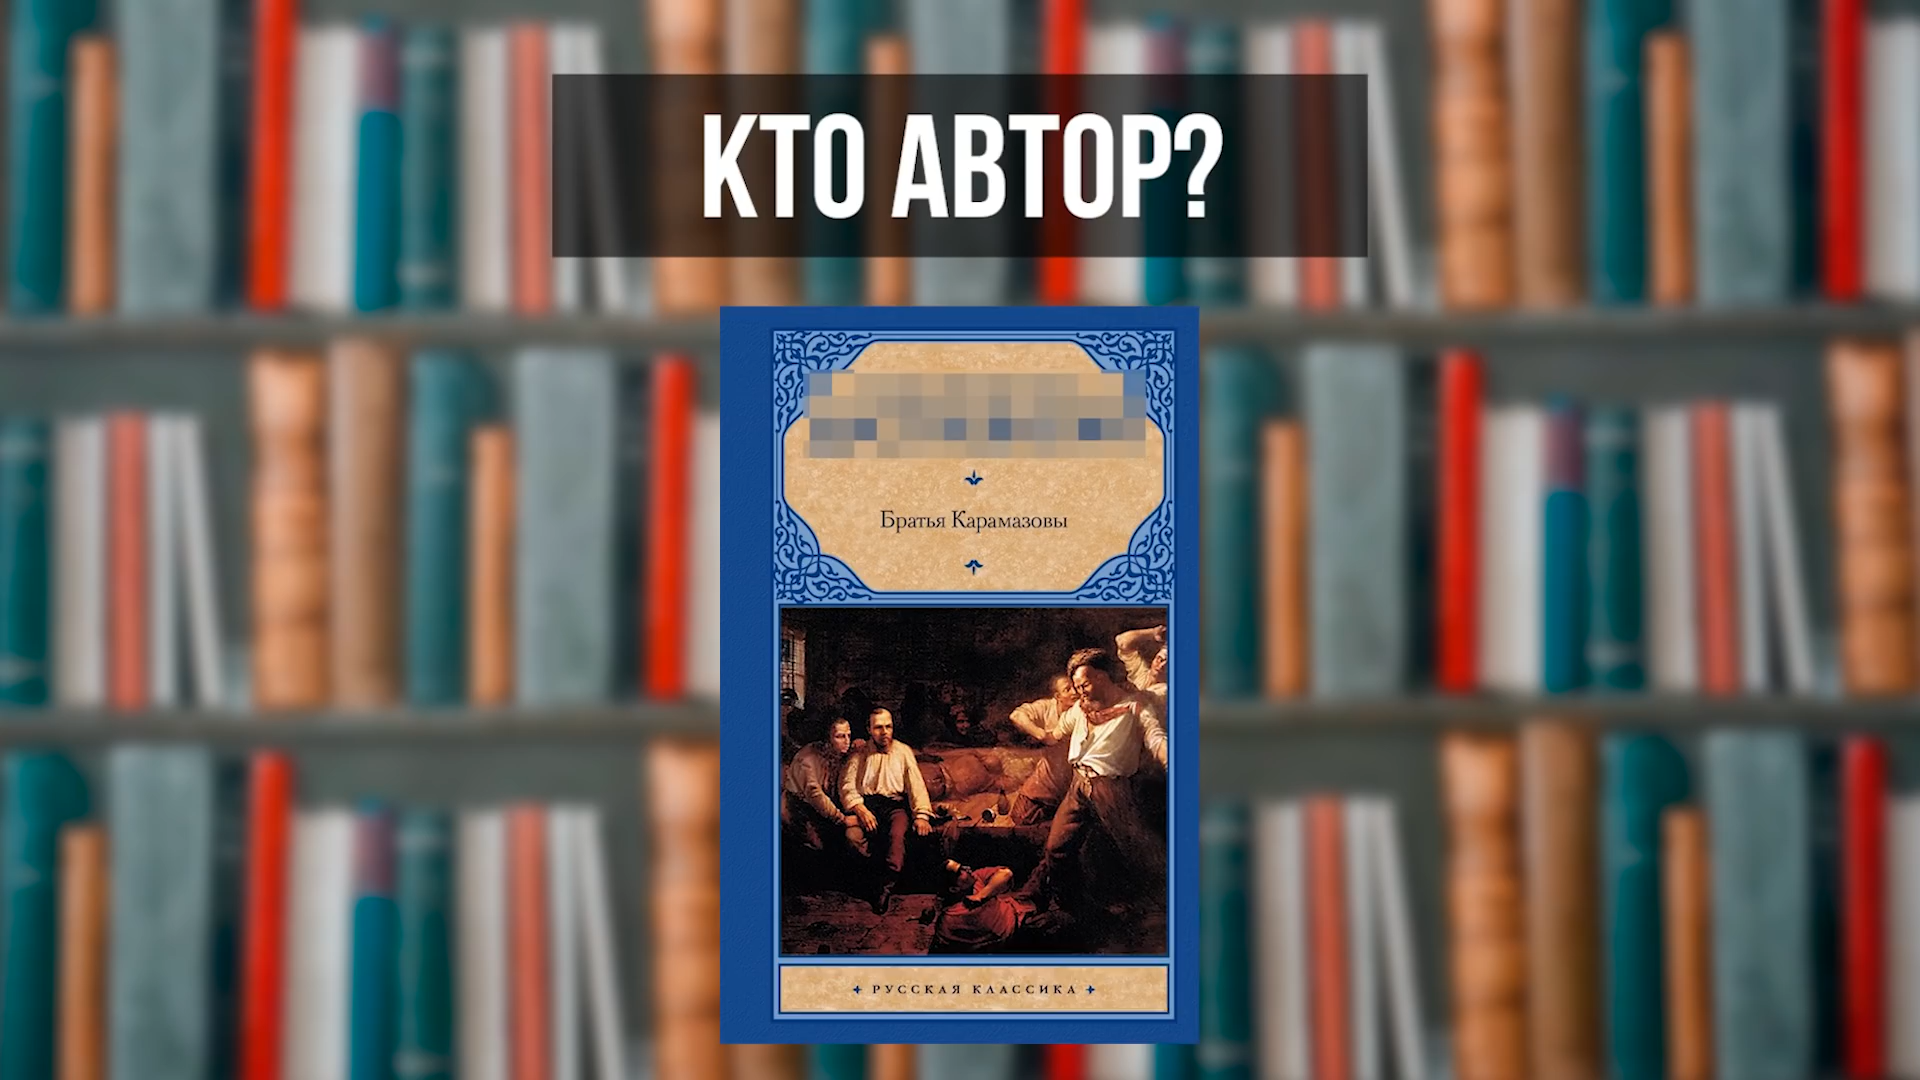 КТО АВТОР?
Братья Карамазовы
РУССКАЯ КЛАССИКА